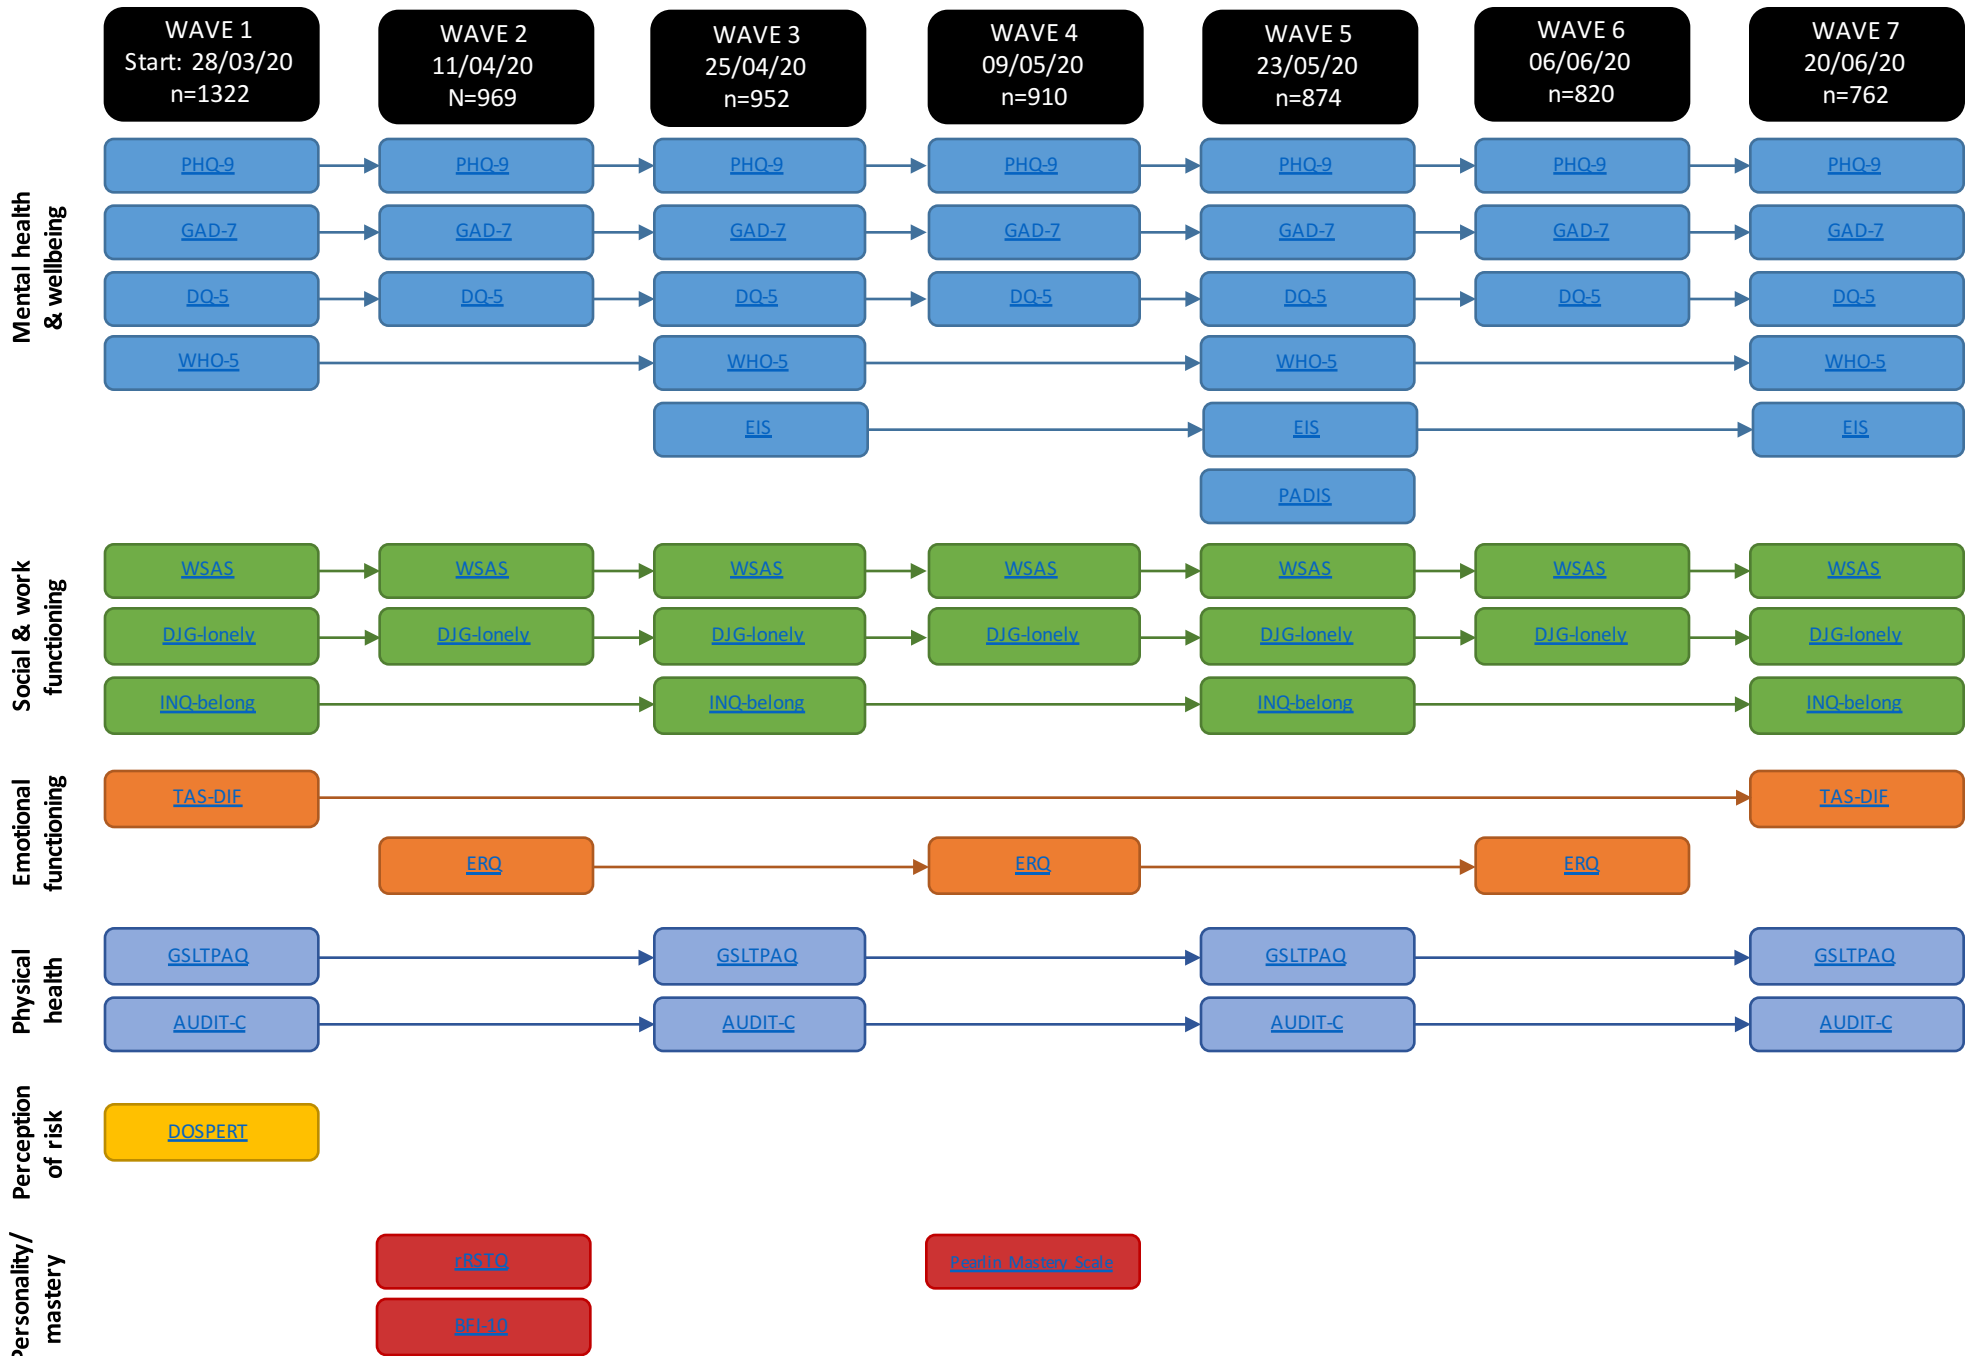 WAVE 1
Start: 28/03/20
n=1322
WAVE 2
11/04/20
N=969
WAVE 3
25/04/20
n=952
WAVE 4
09/05/20
n=910
WAVE 5
23/05/20
n=874
WAVE 6
06/06/20
n=820
WAVE 7
20/06/20
n=762
Mental health
& wellbeing
PHQ-9 PHQ-9 PHQ-9 PHQ-9 PHQ-9 PHQ-9 PHQ-9
GAD-7 GAD-7 GAD-7 GAD-7 GAD-7 GAD-7 GAD-7
DQ-5 DQ-5 DQ-5 DQ-5 DQ-5 DQ-5 DQ-5
WHO-5 WHO-5 WHO-5 WHO-5
EIS EIS EIS
PADIS
Social & work
functioning
WSAS WSAS WSAS WSAS WSAS WSAS WSAS
DJG-lonely DJG-lonely DJG-lonely DJG-lonely DJG-lonely DJG-lonely DJG-lonely
INQ-belong INQ-belong INQ-belong INQ-belong
Emotional
functioning
TAS-DIF TAS-DIF
ERQ ERQ ERQ
Physical
health
GSLTPAQ GSLTPAQ GSLTPAQ GSLTPAQ
AUDIT-C AUDIT-C AUDIT-C AUDIT-C
Perception
of risk
DOSPERT
Personality/
mastery
rRSTQ Pearlin Mastery Scale
BFI-10